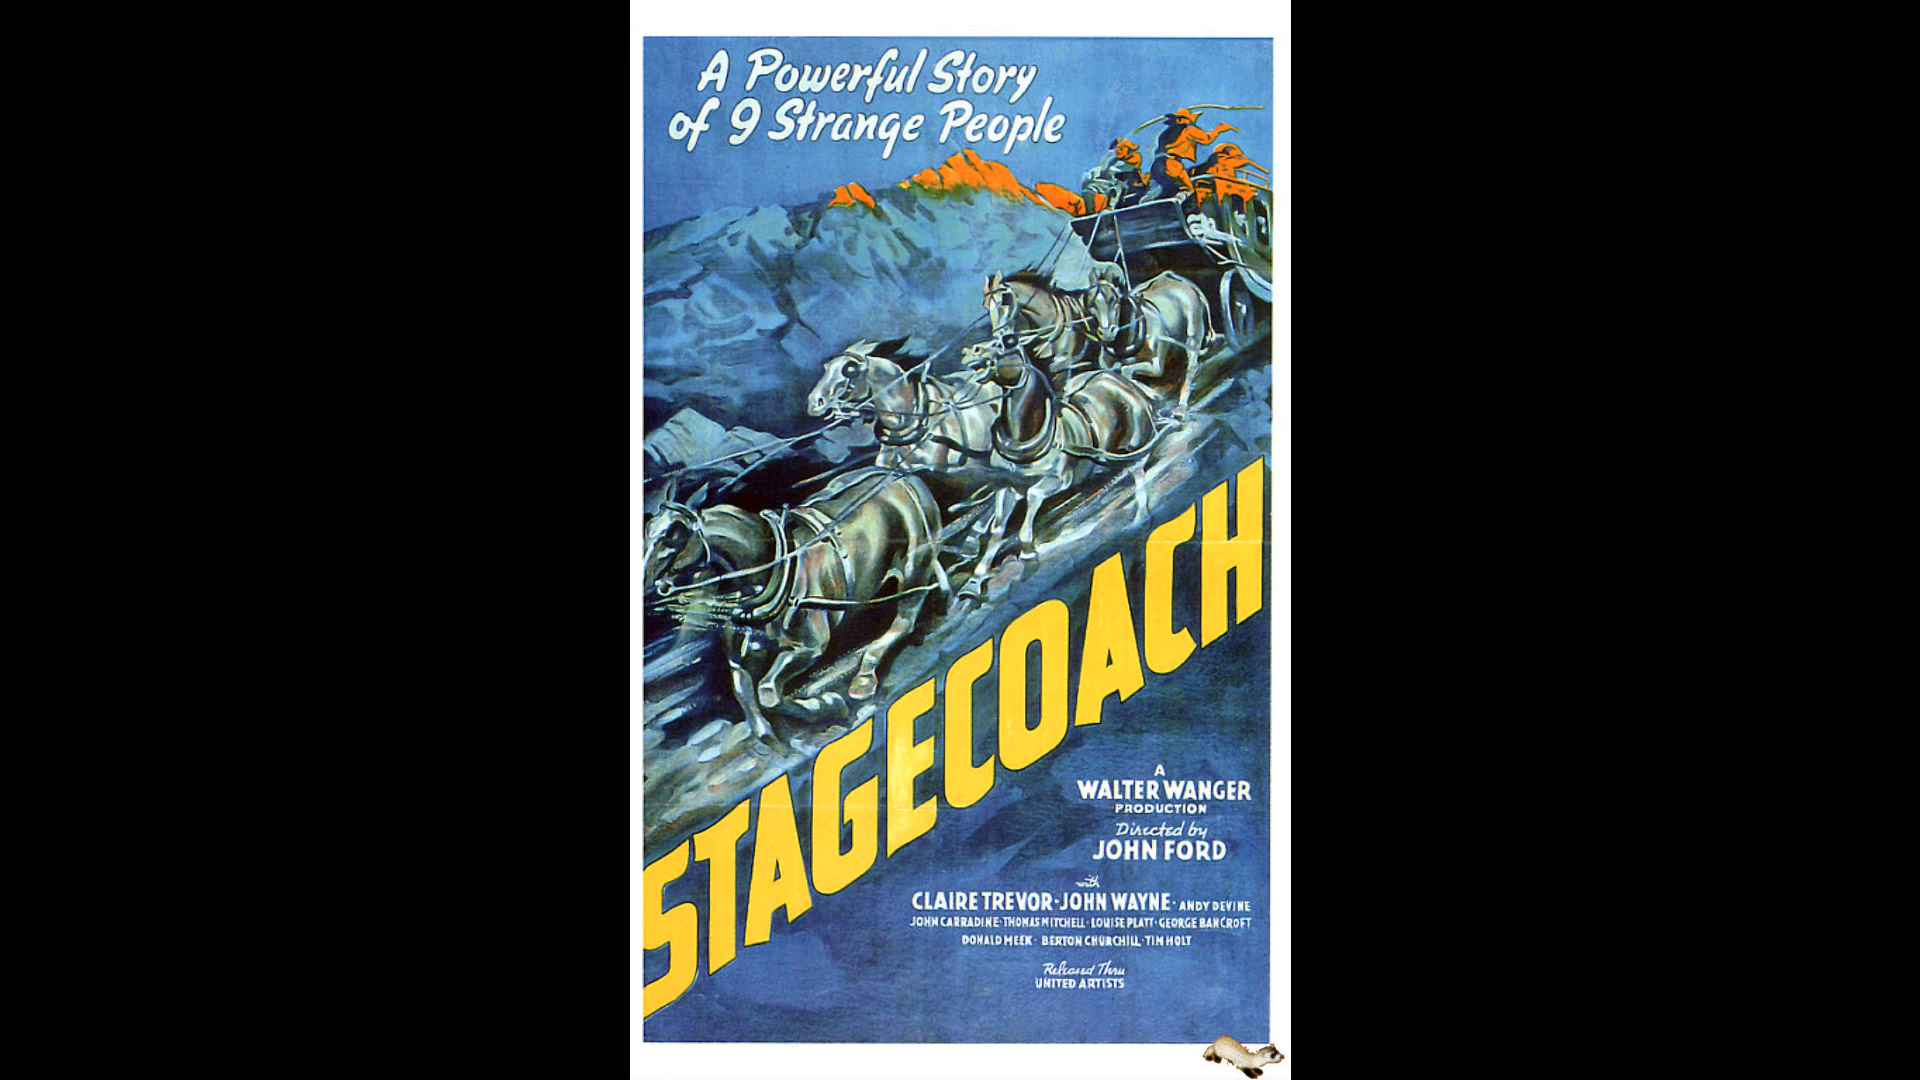 A Powerful Story
of 9 Strange People
STAGECOACH
A
WALTER WANGER
PRODUCTION
Directed by
JOHN FORD
with
CLAIRE TREVOR · JOHN WAYNE · ANDY DEVINE
JOHN CARRADINE · THOMAS MITCHELL · LOUISE PLATT · GEORGE BANCROFT
DONALD MEEK · BERTON CHURCHILL · TIM HOLT
Released Thru
UNITED ARTISTS